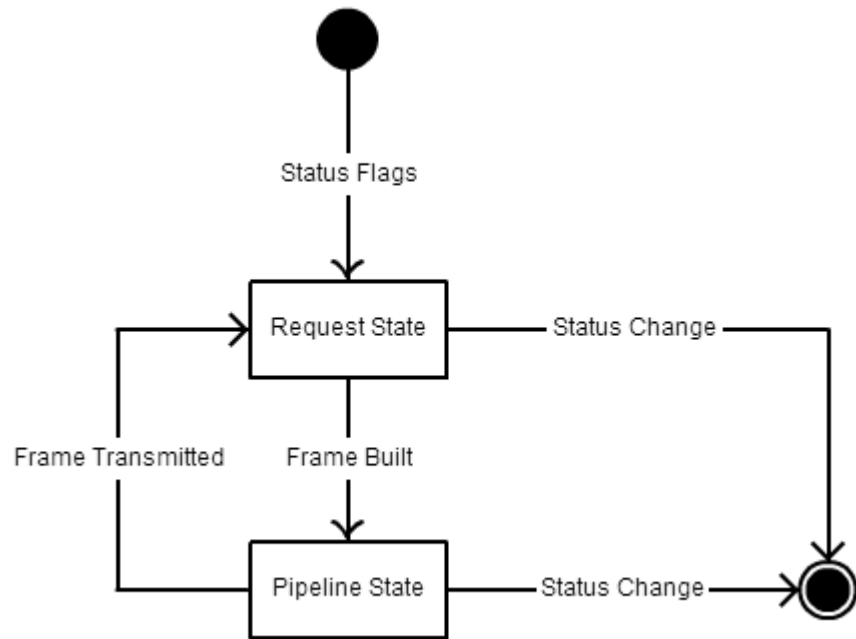 Status Flags
Request State
Status Change
Frame Transmitted
Frame Built
Pipeline State
Status Change